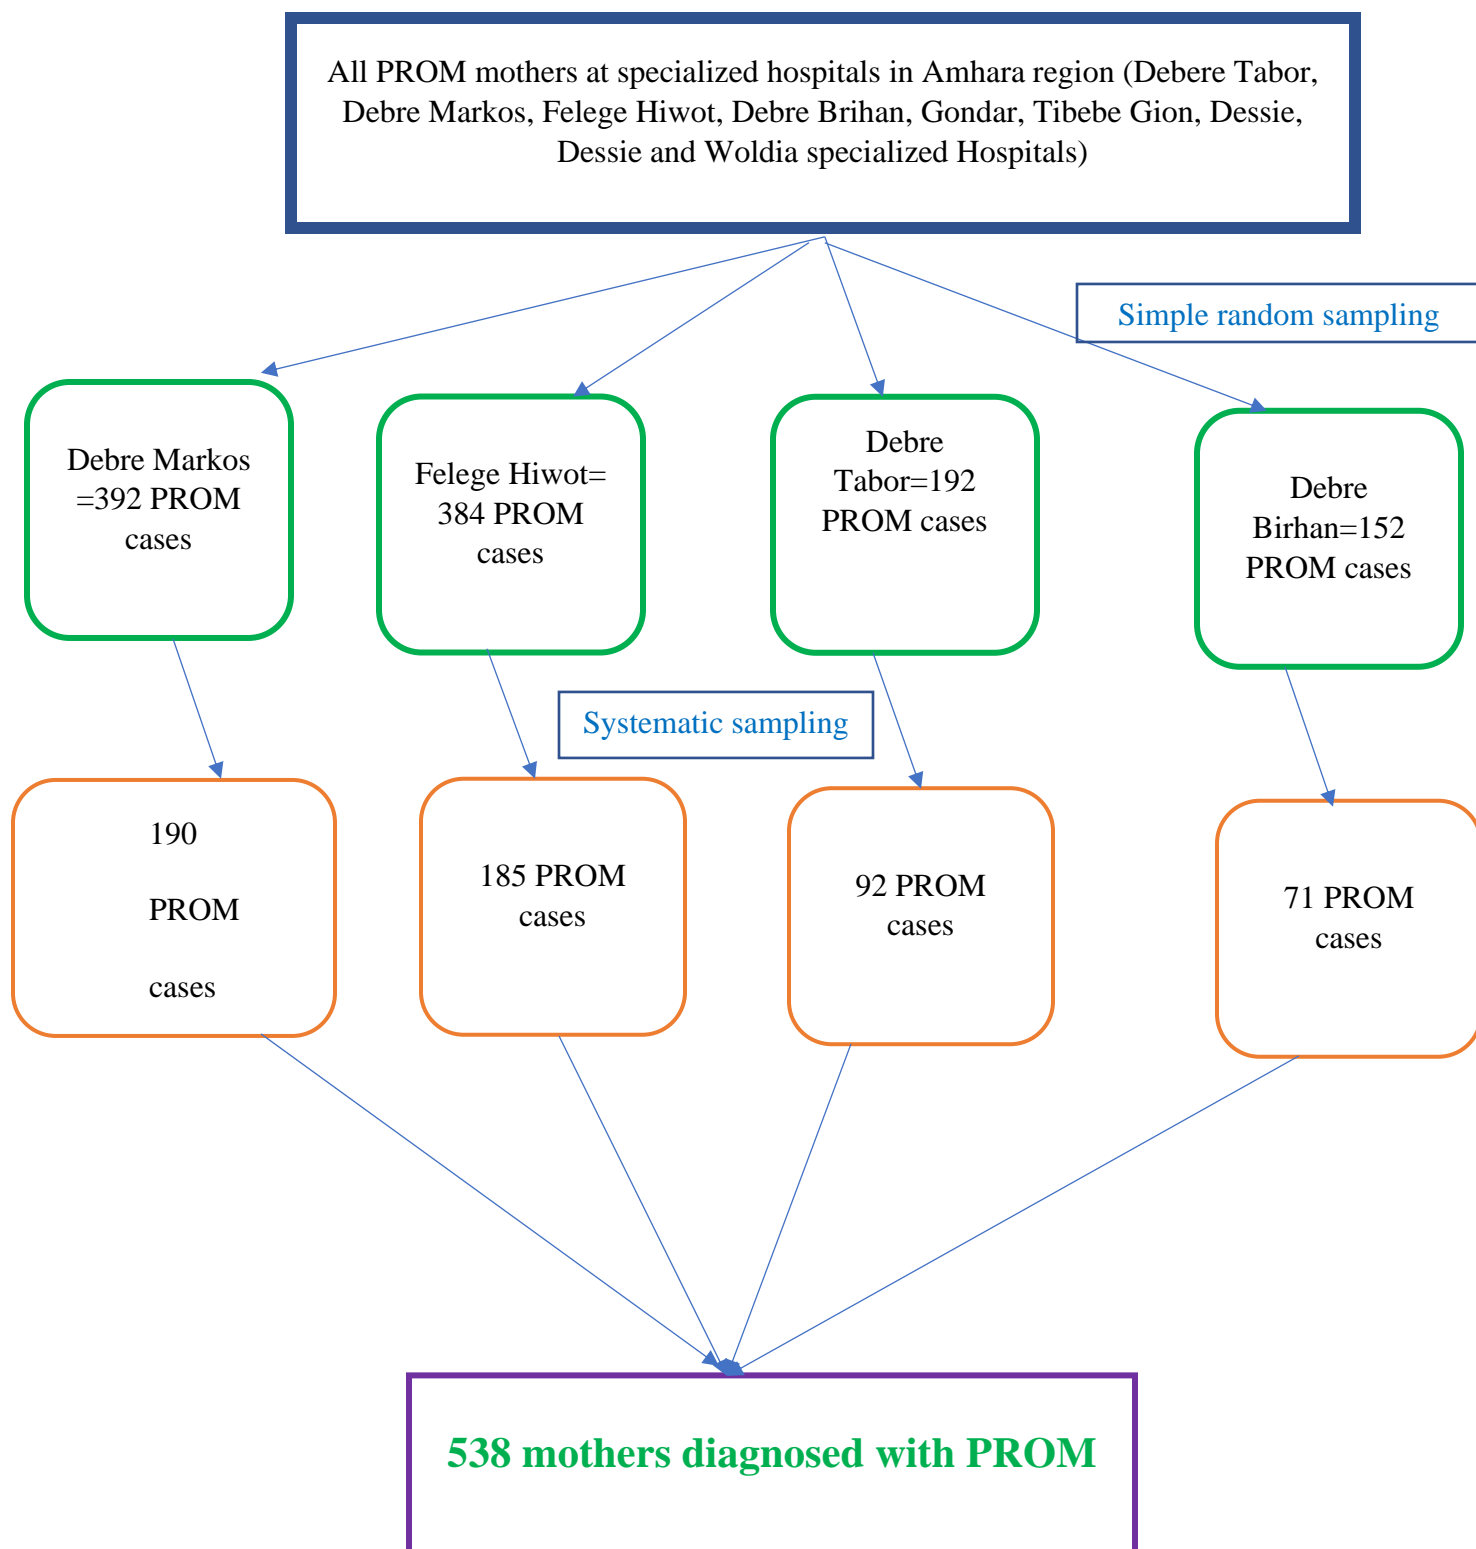 All PROM mothers at specialized hospitals in Amhara region (Debere Tabor,
Debre Markos, Felege Hiwot, Debre Brihan, Gondar, Tibebe Gion, Dessie,
Dessie and Woldia specialized Hospitals)
Simple random sampling
Debre Markos
=392 PROM
cases
Felege Hiwot=
384 PROM
cases
Debre
Tabor=192
PROM cases
Debre
Birhan=152
PROM cases
Systematic sampling
190
PROM
cases
185 PROM
cases
92 PROM
cases
71 PROM
cases
538 mothers diagnosed with PROM